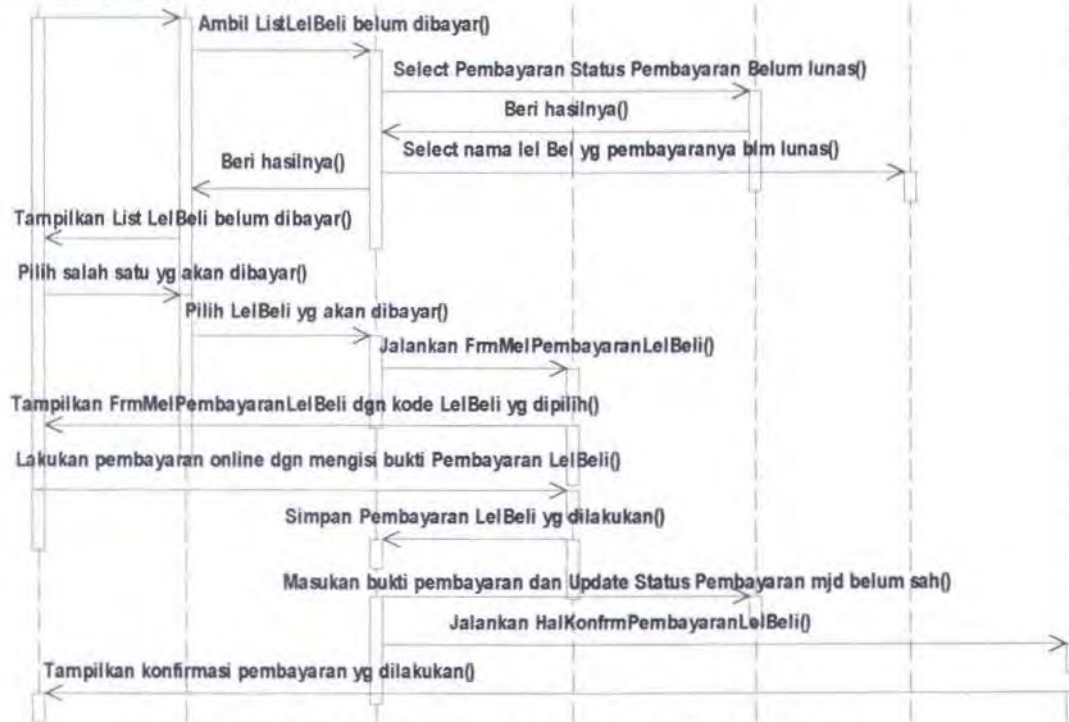 Ambil ListLelBeli belum dibayar()
Select Pembayaran Status Pembayaran Belum lunas()
Beri hasilnya()
Select nama lel Bel yg pembayaranya blm lunas()
Beri hasilnya()
Tampilkan List LelBeli belum dibayar()
Pilih salah satu yg akan dibayar()
Pilih LelBeli yg akan dibayar()
Jalankan FrmMelPembayaranLelBeli()
Tampilkan FrmMelPembayaranLelBeli dgn kode LelBeli yg dipilih()
Lakukan pembayaran online dgn mengisi bukti Pembayaran LelBeli()
Simpan Pembayaran LelBeli yg dilakukan()
Masukan bukti pembayaran dan Update Status Pembayaran mjd belum sah()
Jalankan HalKonfrmPembayaranLelBeli()
Tampilkan konfirmasi pembayaran yg dilakukan()